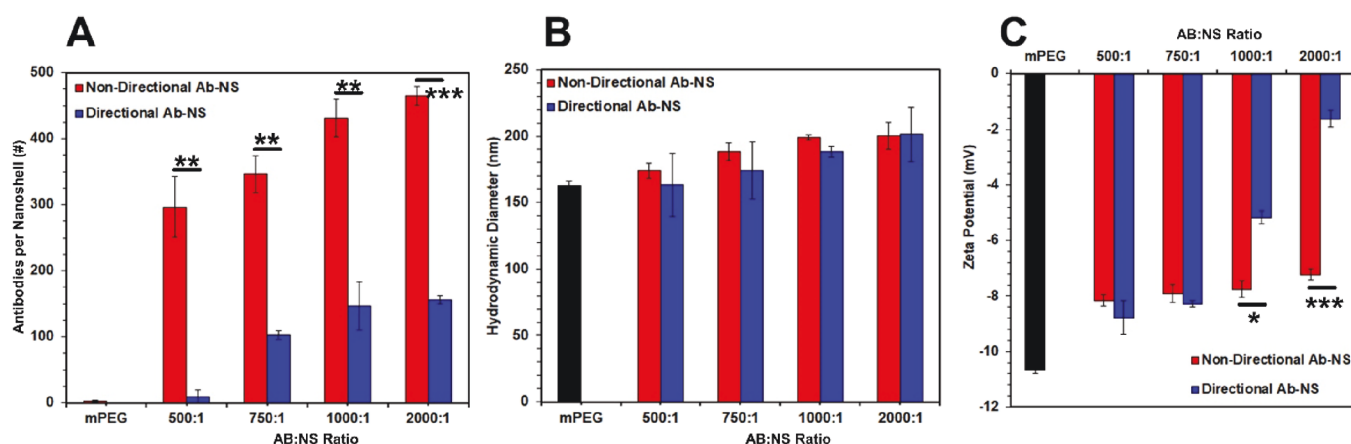 A
Antibodies per Nanoshell (#)
500
400
300
200
100
0
Non-Directional Ab-NS
Directional Ab-NS
**
**
**
***
mPEG 500:1 750:1 1000:1 2000:1
AB:NS Ratio
B
Hydrodynamic Diameter (nm)
250
200
150
100
50
0
Non-Directional Ab-NS
Directional Ab-NS
mPEG 500:1 750:1 1000:1 2000:1
AB:NS Ratio
C
AB:NS Ratio
mPEG 500:1 750:1 1000:1 2000:1
Zeta Potential (mV)
0
-2
-4
-6
-8
-10
-12
*
***
Non-Directional Ab-NS
Directional Ab-NS